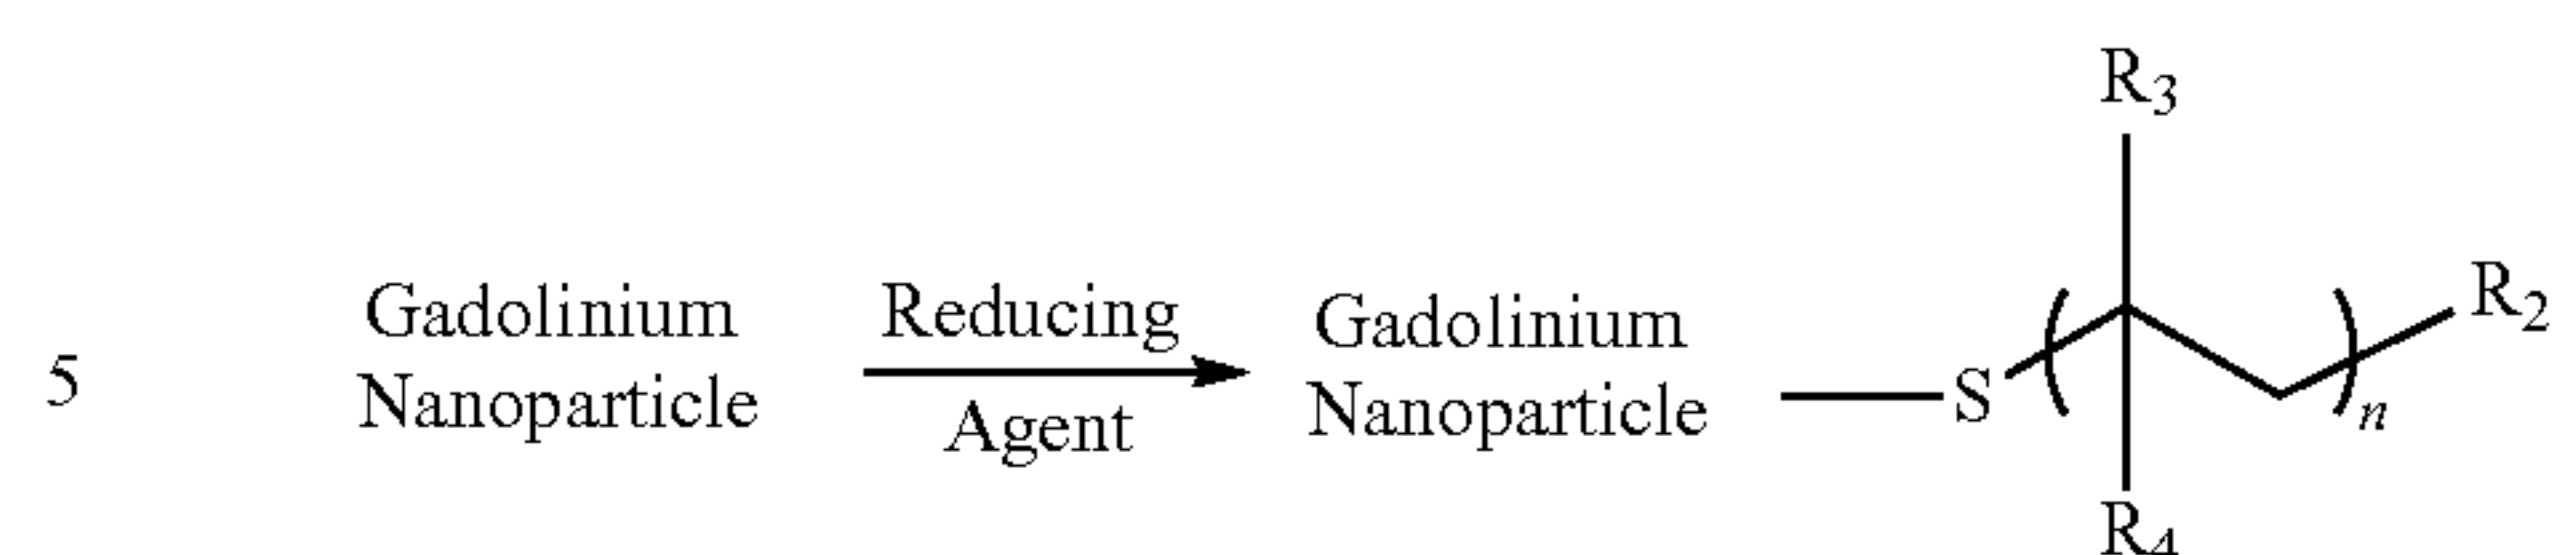 R3
Gadolinium Reducing Gadolinium R2
5 Nanoparticle Agent Nanoparticle S ( ) n
R4